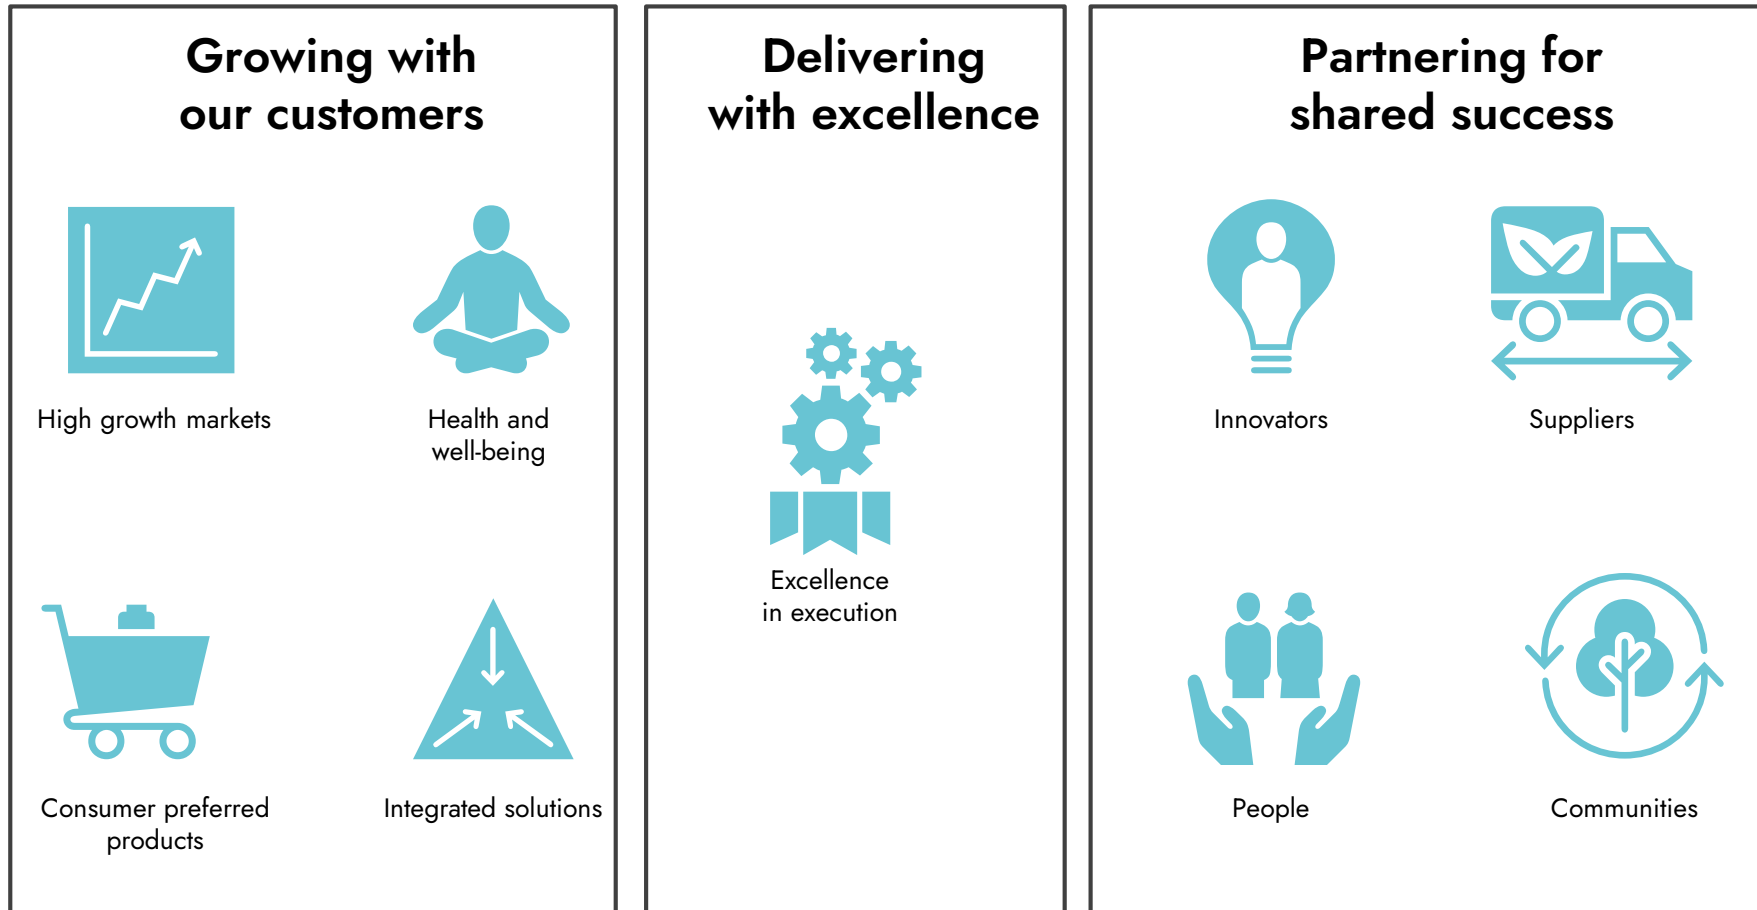 Growing with
our customers
High growth markets
Health and
well-being
Consumer preferred
products
Integrated solutions
Delivering
with excellence
Excellence
in execution
Partnering for
shared success
Innovators
Suppliers
People
Communities